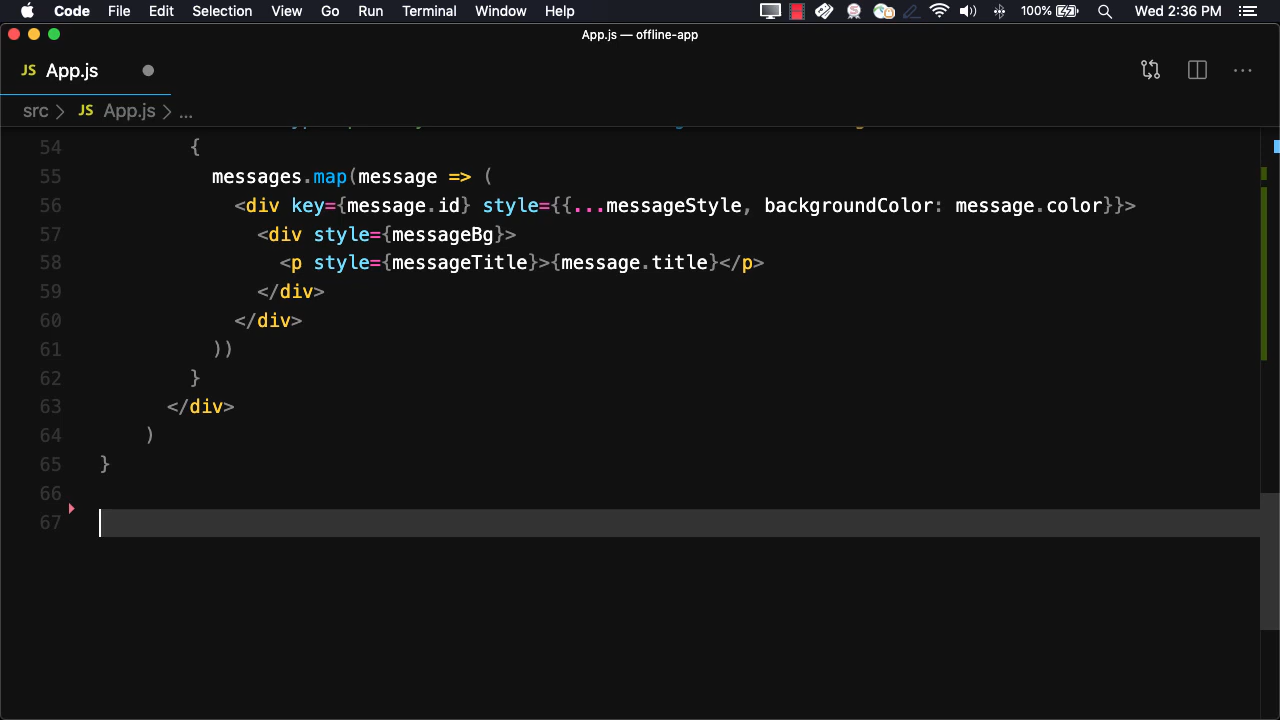 Code File Edit Selection View Go Run Terminal Window Help 100% Wed 2:36 PM
App.js — offline-app
JS App.js
src > JS App.js > ...
54 {
55 messages.map(message => (
56 <div key={message.id} style={{...messageStyle, backgroundColor: message.color}}>
57 <div style={messageBg}>
58 <p style={messageTitle}>{message.title}</p>
59 </div>
60 </div>
61 ))
62 }
63 </div>
64 )
65 }
66
67